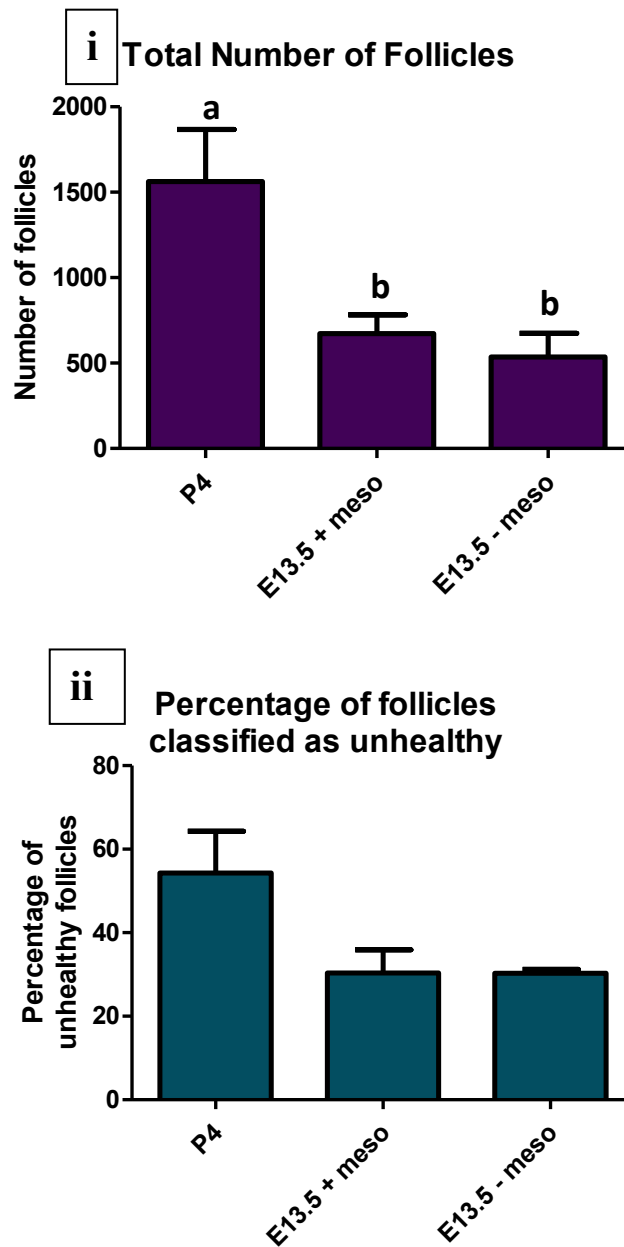 i Total Number of Follicles
2000
1500
1000
500
0
Number of follicles
a
b
b
P4
E13.5 + meso
E13.5 - meso
ii
Percentage of follicles
classified as unhealthy
80
60
40
20
0
Percentage of
unhealthy follicles
P4
E13.5 + meso
E13.5 - meso